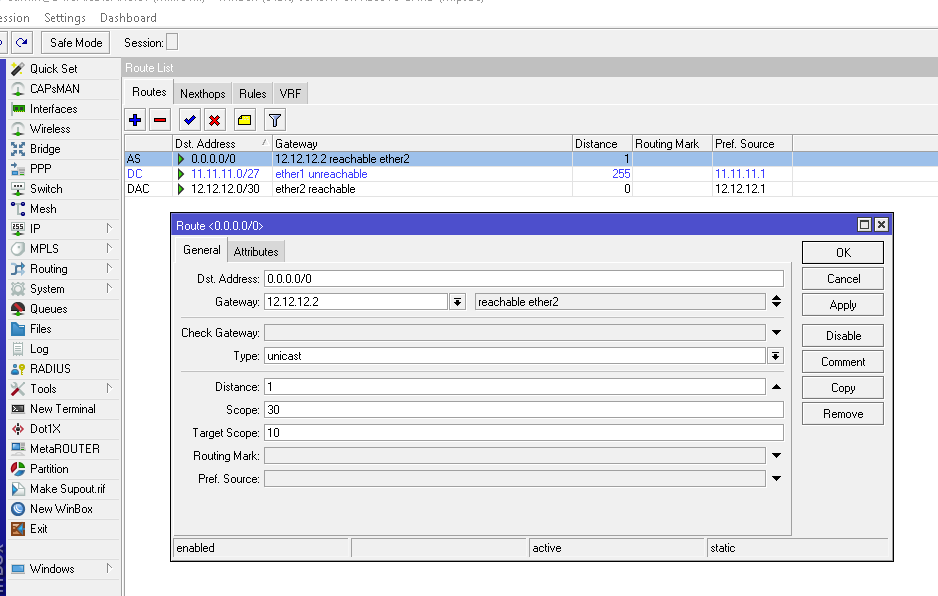 Settings Dashboard
Safe Mode Session:
Quick Set
CAPsMAN
Interfaces
Wireless
Bridge
PPP
Switch
Mesh
255 IP
MPLS
Routing
System
Queues
Files
Log
RADIUS
Tools
New Terminal
Dot1X
MetaROUTER
Partition
Make Supout.rif
New WinBox
Exit
Windows
Route List
Routes Nexthops Rules VRF
Dst. Address Gateway Distance Routing Mark Pref. Source
AS 0.0.0.0/0 12.12.12.2 reachable ether2 1
DC 11.11.11.0/27 ether1 unreachable 255 11.11.11.1
DAC 12.12.12.0/30 ether2 reachable 0 12.12.12.1
Route <0.0.0.0/0>
General Attributes
Dst. Address: 0.0.0.0/0
Gateway: 12.12.12.2 reachable ether2
Check Gateway:
Type: unicast
Distance: 1
Scope: 30
Target Scope: 10
Routing Mark:
Pref. Source:
OK
Cancel
Apply
Disable
Comment
Copy
Remove
enabled active static